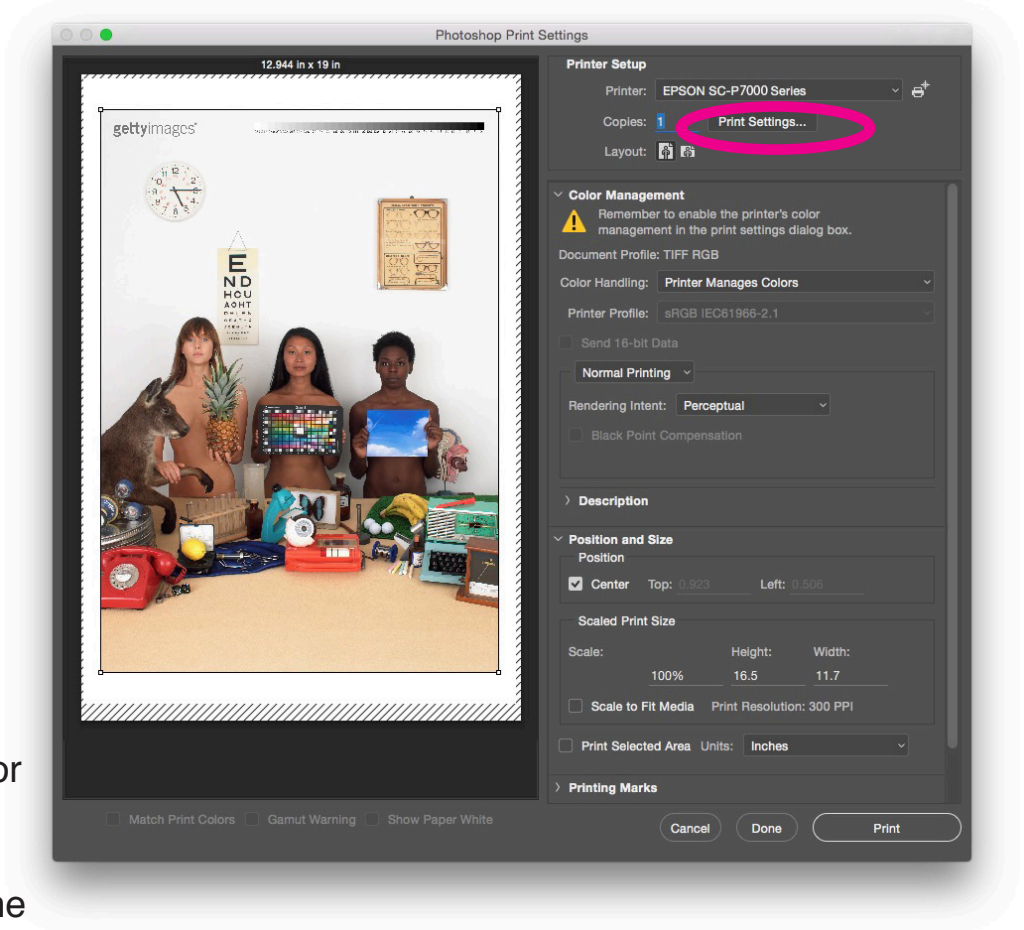 Photoshop Print Settings
12.944 in x 19 in
gettyimages®
E
N D
H C U
Printer Setup
Printer: EPSON SC-P7000 Series
Copies: 1 Print Settings...
Layout:
Color Management
Remember to enable the printer's color
management in the print settings dialog box.
Document Profile: TIFF RGB
Color Handling: Printer Manages Colors
Printer Profile: sRGB IEC61966-2.1
Send 16-bit Data
Normal Printing
Rendering Intent: Perceptual
Black Point Compensation
Description
Position and Size
Position
Center Top: 0.923 Left: 0.506
Scaled Print Size
Scale: Height: Width:
100% 16.5 11.7
Scale to Fit Media Print Resolution: 300 PPI
Print Selected Area Units: Inches
Printing Marks
Match Print Colors Gamut Warning Show Paper White
Cancel Done Print
or